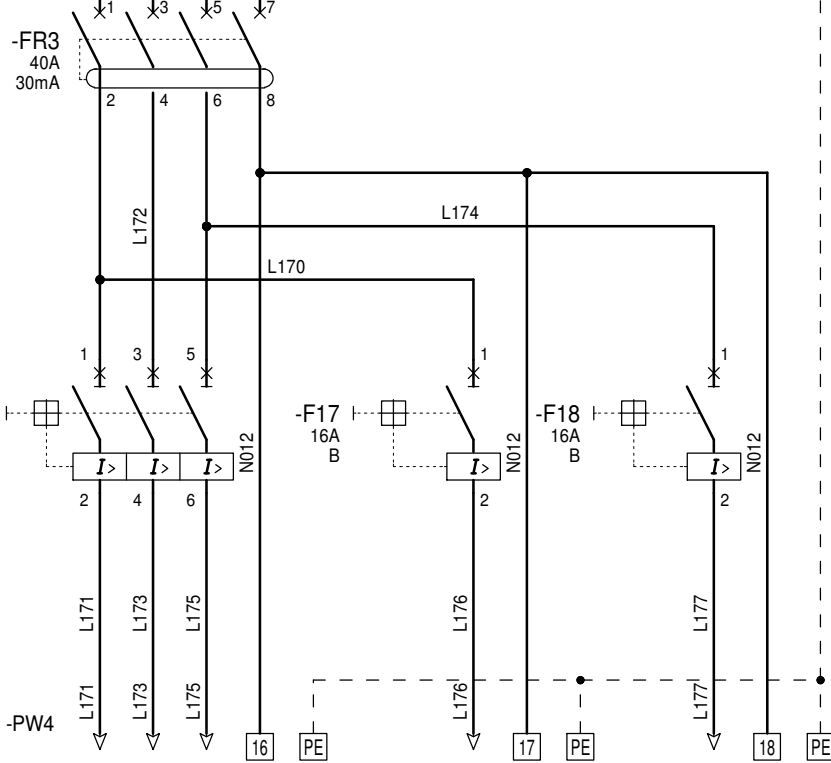 1 3 5 7
-FR3
40A
30mA
2 4 6 8
L172
L174
L170
1 3 5
1
1
-F17
16A
B
-F18
16A
B
I> I> I>
N012
I>
N012
I>
N012
2 4 6
2
2
L171 L173 L175
L176
L177
L171 L173 L175
L176
L177
-PW4
16 PE 17 PE 18 PE